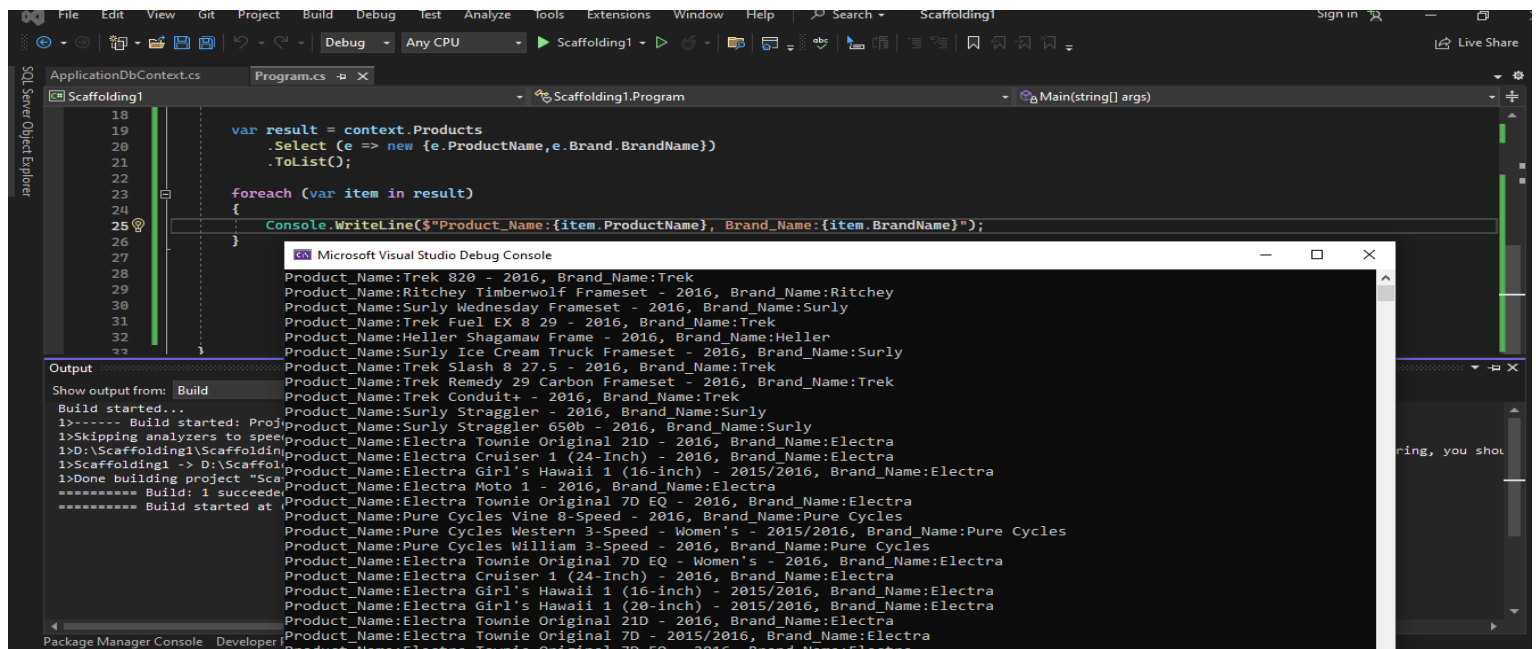 File Edit View Git Project Build Debug Test Analyze Tools Extensions Window Help Search Scaffolding1 Sign in
Debug Any CPU Scaffolding1 Live Share
SQL Server Object Explorer
ApplicationDbContext.cs Program.cs
C# Scaffolding1 Scaffolding1.Program Main(string[] args)
18
19 var result = context.Products
20 .Select (e => new {e.ProductName,e.Brand.BrandName})
21 .ToList();
22
23 foreach (var item in result)
24 {
25 Console.WriteLine($"Product_Name:{item.ProductName}, Brand_Name:{item.BrandName}");
26 }
27
28
29
30
31
32
33 }
Microsoft Visual Studio Debug Console
Product_Name:Trek 820 - 2016, Brand_Name:Trek
Product_Name:Ritchey Timberwolf Frameset - 2016, Brand_Name:Ritchey
Product_Name:Surly Wednesday Frameset - 2016, Brand_Name:Surly
Product_Name:Trek Fuel EX 8 29 - 2016, Brand_Name:Trek
Product_Name:Heller Shagamaw Frame - 2016, Brand_Name:Heller
Product_Name:Surly Ice Cream Truck Frameset - 2016, Brand_Name:Surly
Product_Name:Trek Slash 8 27.5 - 2016, Brand_Name:Trek
Product_Name:Trek Remedy 29 Carbon Frameset - 2016, Brand_Name:Trek
Product_Name:Trek Conduit+ - 2016, Brand_Name:Trek
Product_Name:Surly Straggler - 2016, Brand_Name:Surly
Product_Name:Surly Straggler 650b - 2016, Brand_Name:Surly
Product_Name:Electra Townie Original 21D - 2016, Brand_Name:Electra
Product_Name:Electra Cruiser 1 (24-Inch) - 2016, Brand_Name:Electra
Product_Name:Electra Girl's Hawaii 1 (16-inch) - 2015/2016, Brand_Name:Electra
Product_Name:Electra Moto 1 - 2016, Brand_Name:Electra
Product_Name:Electra Townie Original 7D EQ - 2016, Brand_Name:Electra
Product_Name:Pure Cycles Vine 8-Speed - 2016, Brand_Name:Pure Cycles
Product_Name:Pure Cycles Western 3-Speed - Women's - 2015/2016, Brand_Name:Pure Cycles
Product_Name:Pure Cycles William 3-Speed - 2016, Brand_Name:Pure Cycles
Product_Name:Electra Townie Original 7D EQ - Women's - 2016, Brand_Name:Electra
Product_Name:Electra Cruiser 1 (24-Inch) - 2016, Brand_Name:Electra
Product_Name:Electra Girl's Hawaii 1 (16-inch) - 2015/2016, Brand_Name:Electra
Product_Name:Electra Girl's Hawaii 1 (20-inch) - 2015/2016, Brand_Name:Electra
Product_Name:Electra Townie Original 21D - 2016, Brand_Name:Electra
Product_Name:Electra Townie Original 7D - 2015/2016, Brand_Name:Electra
Output
Show output from: Build
Build started...
1>------ Build started: Proj
1>Skipping analyzers to spee
1>D:\Scaffolding1\Scaffolding ring, you shou
1>Scaffolding1 -> D:\Scaffol
1>Done building project "Sca
========== Build: 1 succeede
========== Build started at
Package Manager Console Developer